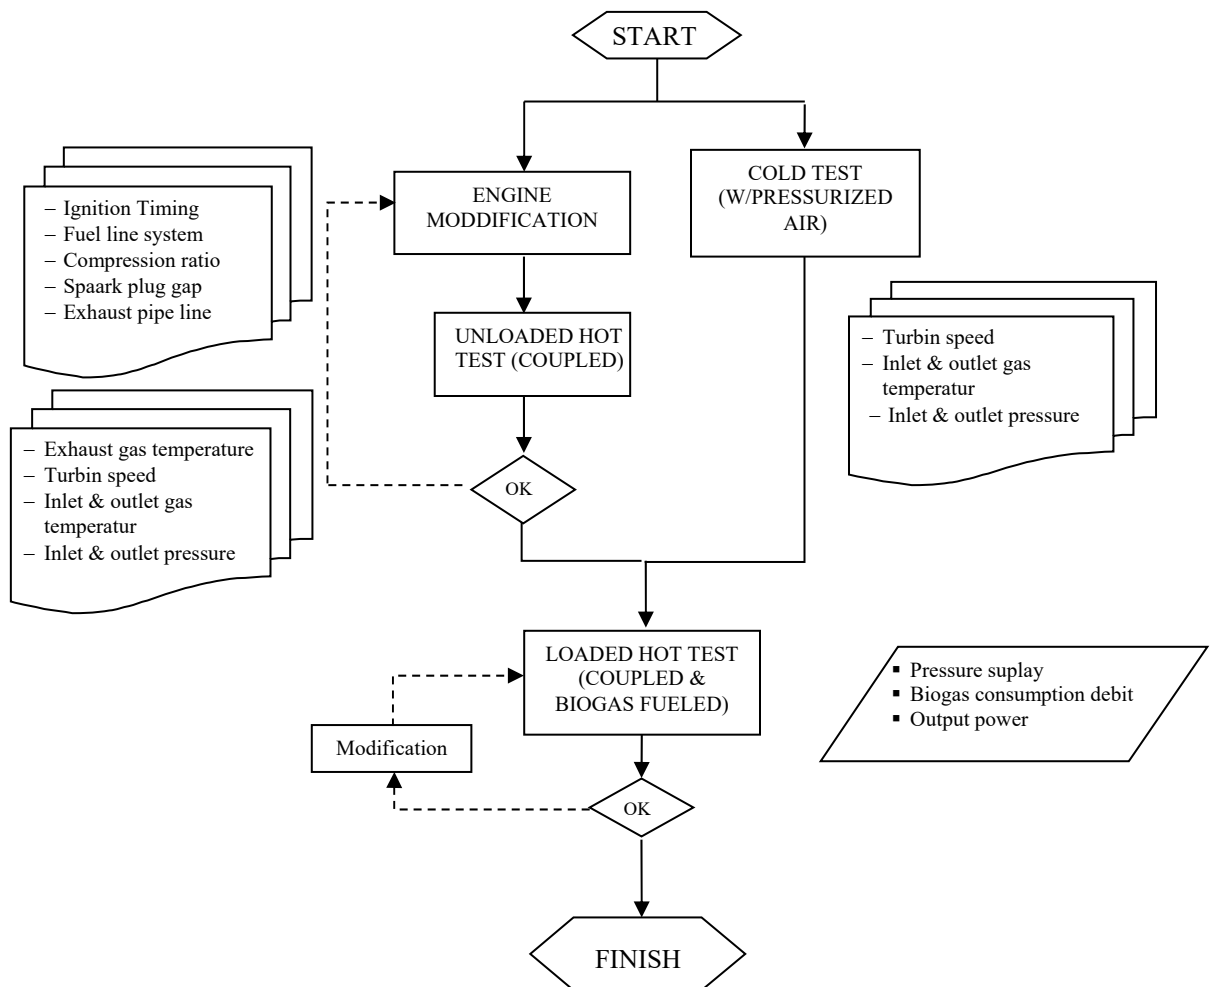 START
ENGINE
MODDIFICATION
COLD TEST
(W/PRESSURIZED
AIR)
– Ignition Timing
– Fuel line system
– Compression ratio
– Spaark plug gap
– Exhaust pipe line
UNLOADED HOT
TEST (COUPLED)
– Turbin speed
– Inlet & outlet gas
temperatur
– Inlet & outlet pressure
– Exhaust gas temperature
– Turbin speed
– Inlet & outlet gas
temperatur
– Inlet & outlet pressure
OK
LOADED HOT TEST
(COUPLED &
BIOGAS FUELED)
▪ Pressure suplay
▪ Biogas consumption debit
▪ Output power
Modification
OK
FINISH